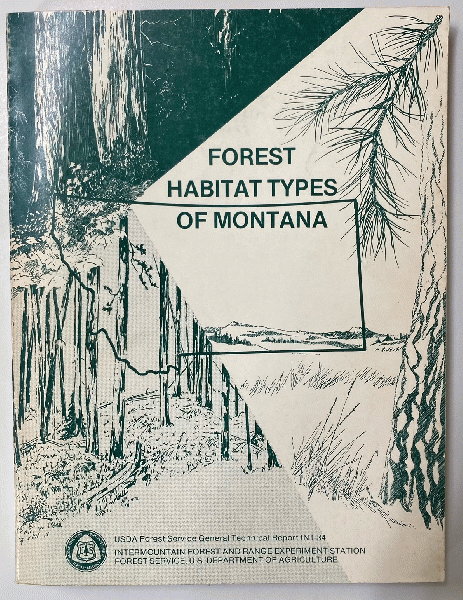 FOREST
HABITAT TYPES
OF MONTANA
USDA Forest Service General Technical Report INT-34
INTERMOUNTAIN FOREST AND RANGE EXPERIMENT STATION
FOREST SERVICE, U.S. DEPARTMENT OF AGRICULTURE